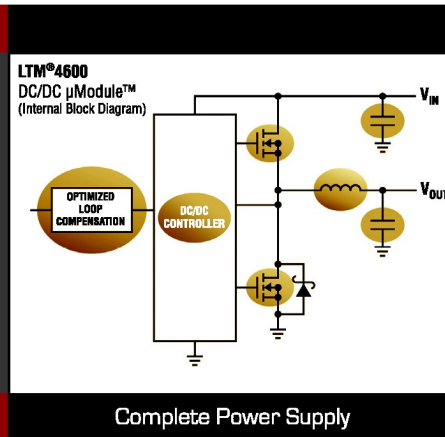 LTM®4600
DC/DC µModule™
(Internal Block Diagram)
VIN
OPTIMIZED
LOOP
COMPENSATION
DC/DC
CONTROLLER
VOUT
Complete Power Supply